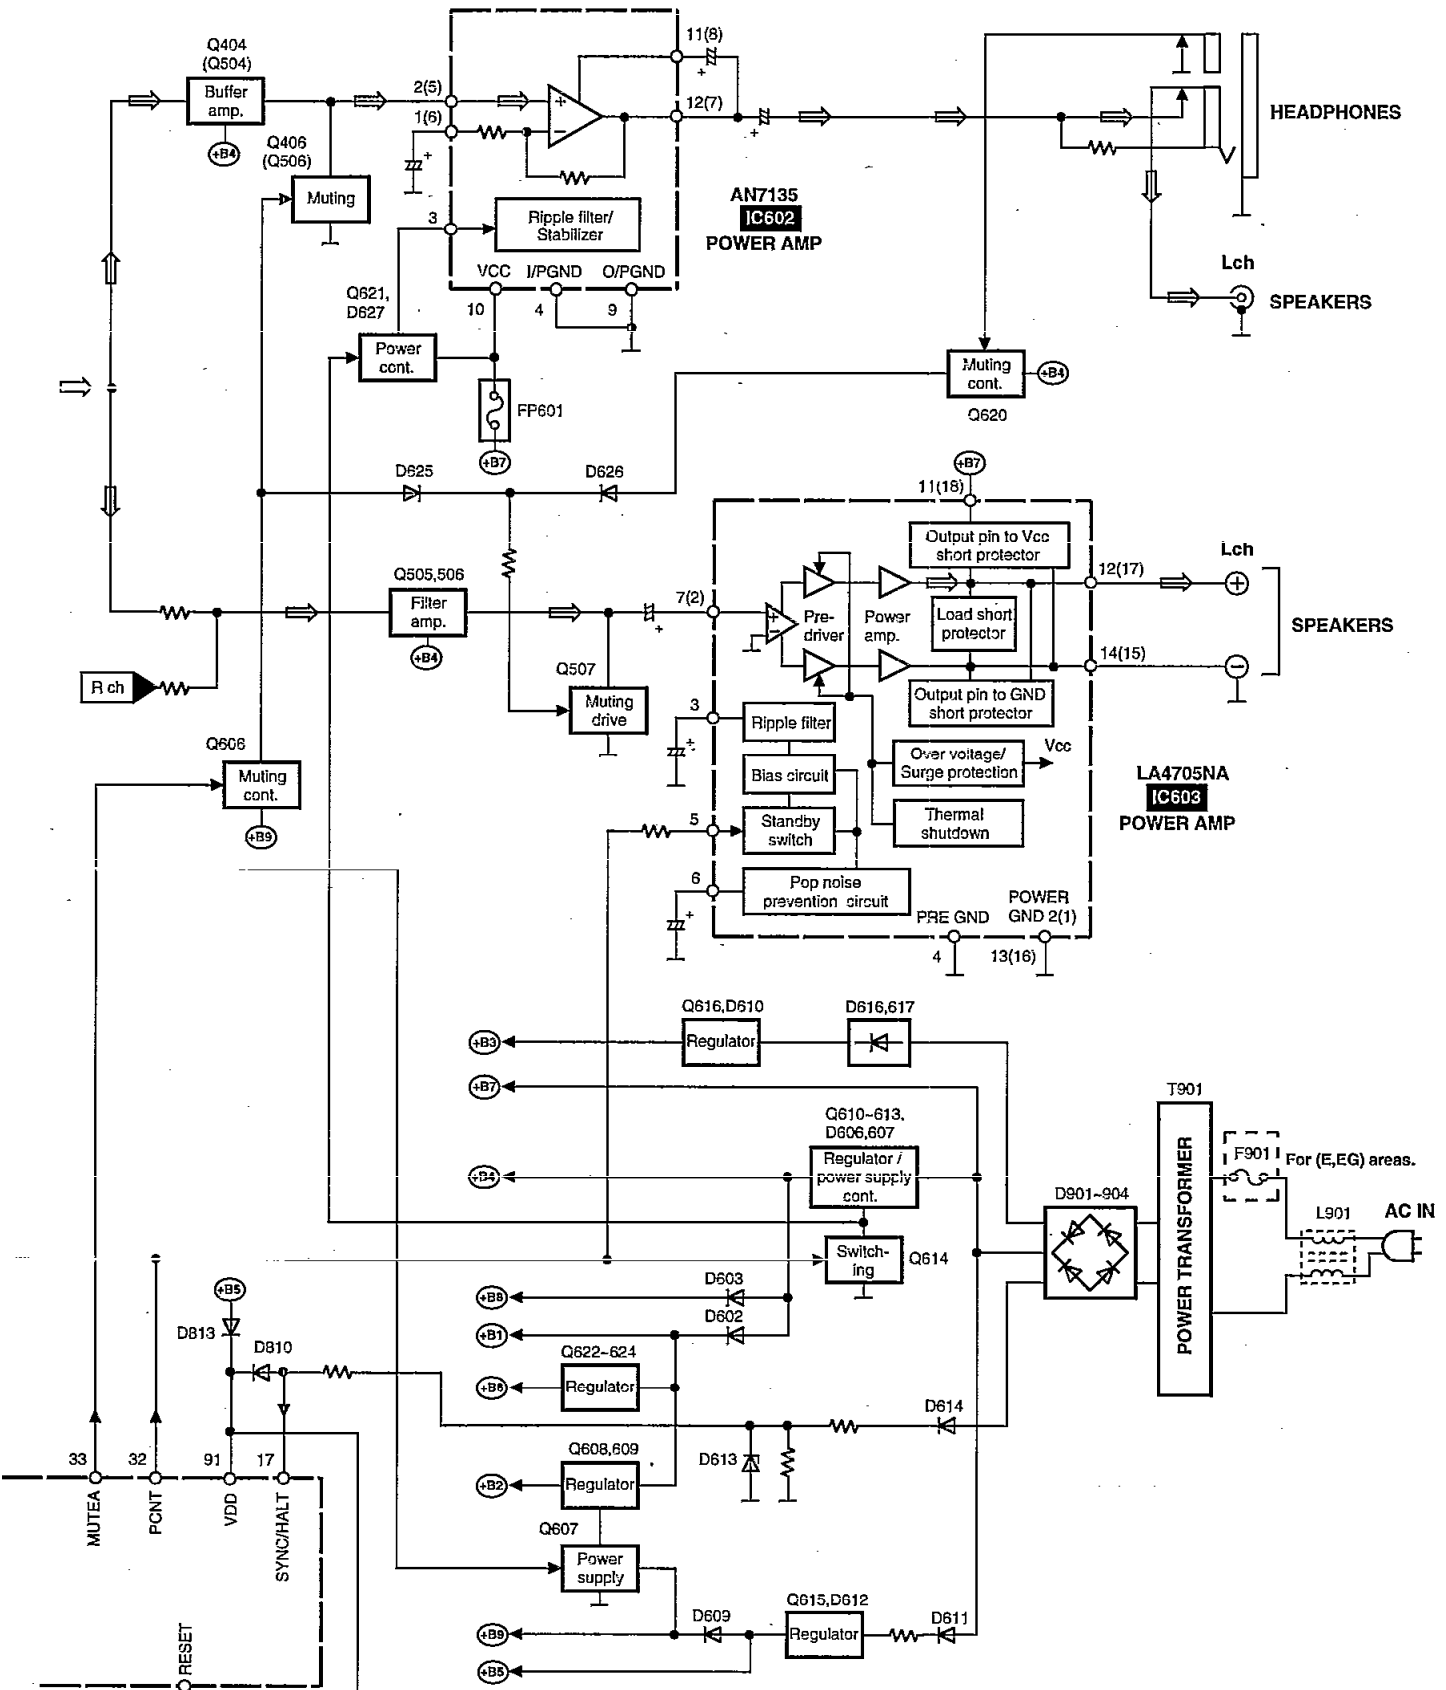 Q404
(Q504)
Buffer
amp.
+B4
Q406
(Q506)
Muting
2(5)
1(6)
3
11(8)
12(7)
+
−
+
+
+
Ripple filter/
Stabilizer
VCC
I/PGND
O/PGND
10
4
9
AN7135
IC602
POWER AMP
HEADPHONES
Lch
SPEAKERS
Q621,
D627
Power
cont.
FP601
+B7
Muting
cont.
+B4
Q620
D625
D626
+B7
11(18)
Output pin to Vcc
short protector
Lch
12(17)
+
Q505,506
Filter
amp.
+B4
7(2)
+
+
−
Pre-
driver
Power
amp.
Load short
protector
SPEAKERS
14(15)
−
R ch
Q507
Muting
drive
Output pin to GND
short protector
3
+
Ripple filter
Q606
Muting
cont.
+B9
Bias circuit
Over voltage/
Surge protection
Vcc
LA4705NA
IC603
POWER AMP
5
Standby
switch
Thermal
shutdown
6
+
Pop noise
prevention circuit
PRE GND
POWER
GND 2(1)
4
13(16)
Q616,D610
D616,617
+B3
Regulator
+B7
T901
Q610~613,
D606,607
+B4
Regulator /
power supply
cont.
F901
For (E,EG) areas.
D901~904
POWER TRANSFORMER
L901
AC IN
Switch-
ing
Q614
+B5
D603
+B8
D813
D602
+B1
D810
Q622~624
+B6
Regulator
D614
33
32
91
17
Q608,609
D613
+B2
Regulator
MUTEA
PCNT
VDD
SYNC/HALT
Q607
Power
supply
Q615,D612
D609
D611
+B9
Regulator
+B5
RESET